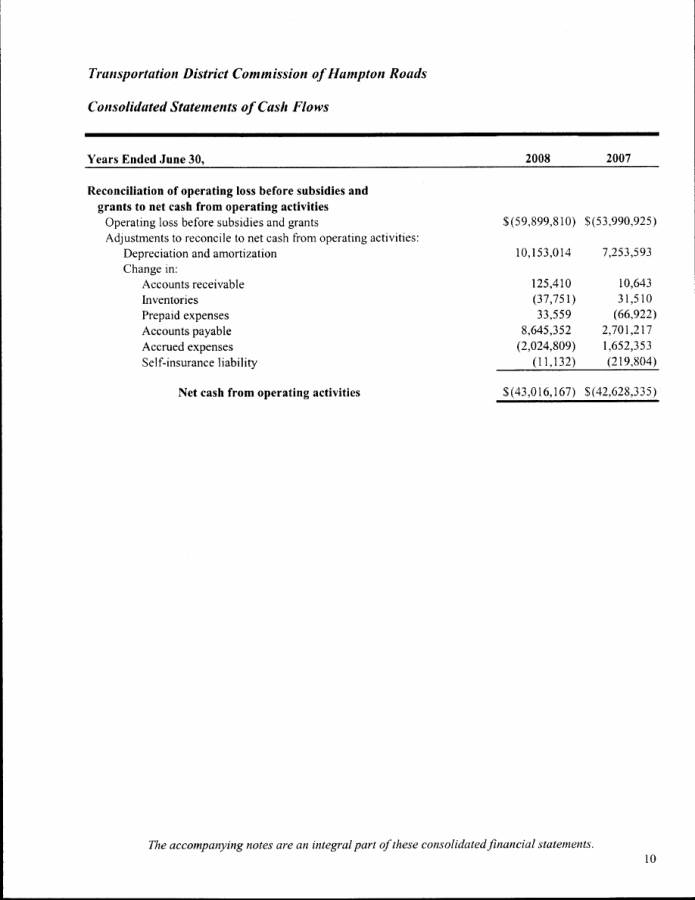 Transportation District Commission of Hampton Roads
Consolidated Statements of Cash Flows
Years Ended June 30, 2008 2007
Reconciliation of operating loss before subsidies and
grants to net cash from operating activities
Operating loss before subsidies and grants $(59,899,810) $(53,990,925)
Adjustments to reconcile to net cash from operating activities:
Depreciation and amortization 10,153,014 7,253,593
Change in:
Accounts receivable 125,410 10,643
Inventories (37,751) 31,510
Prepaid expenses 33,559 (66,922)
Accounts payable 8,645,352 2,701,217
Accrued expenses (2,024,809) 1,652,353
Self-insurance liability (11,132) (219,804)
Net cash from operating activities $(43,016,167) $(42,628,335)
The accompanying notes are an integral part of these consolidated financial statements.
10